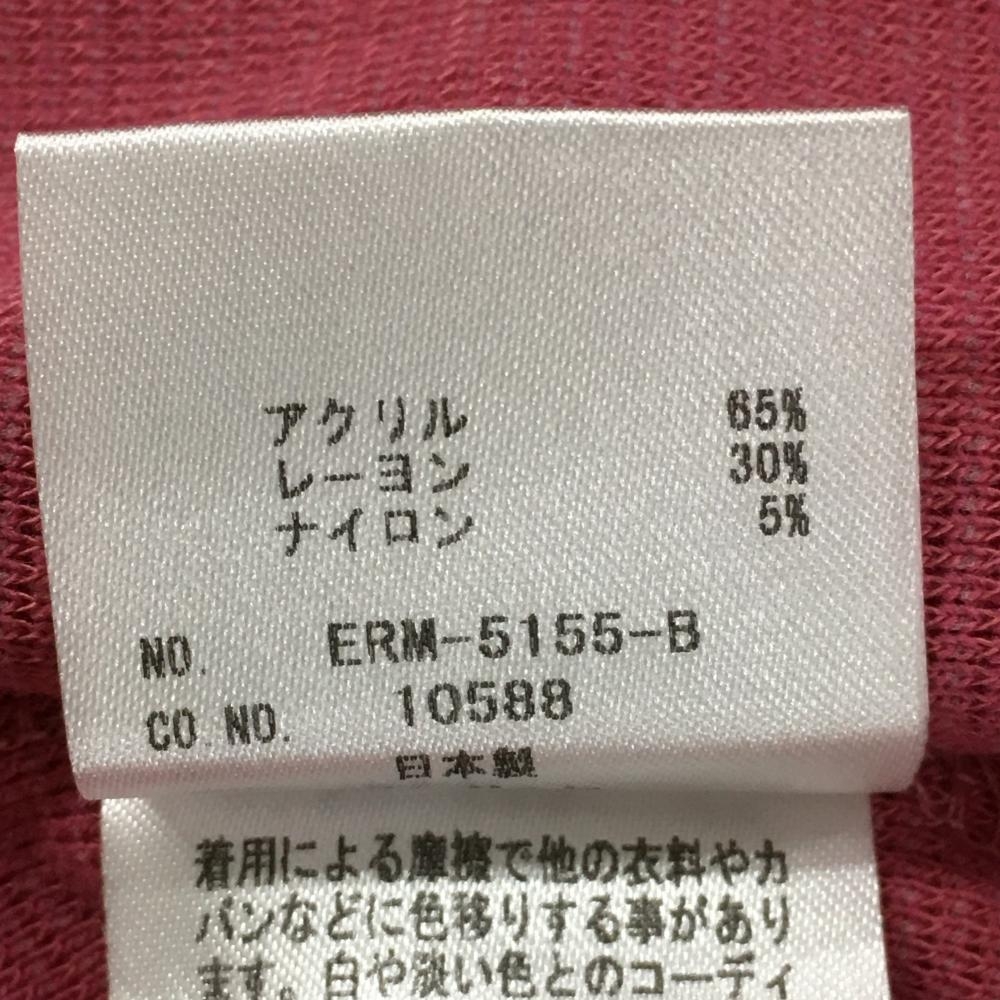 アクリル 65%
レーヨン 30%
ナイロン 5%
NO. ERM-5155-B
CO.NO. 10588
日本製
着用による摩擦で他の衣料やカ
バンなどに色移りする事があり
ます。白や淡い色とのコーディ